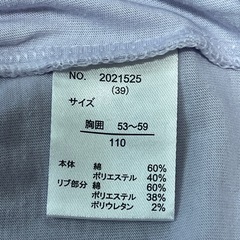 NO. 2021525
(39)
サイズ
胸囲 53〜59
110
本体 綿 60%
ポリエステル 40%
リブ部分 綿 60%
ポリエステル 38%
ポリウレタン 2%